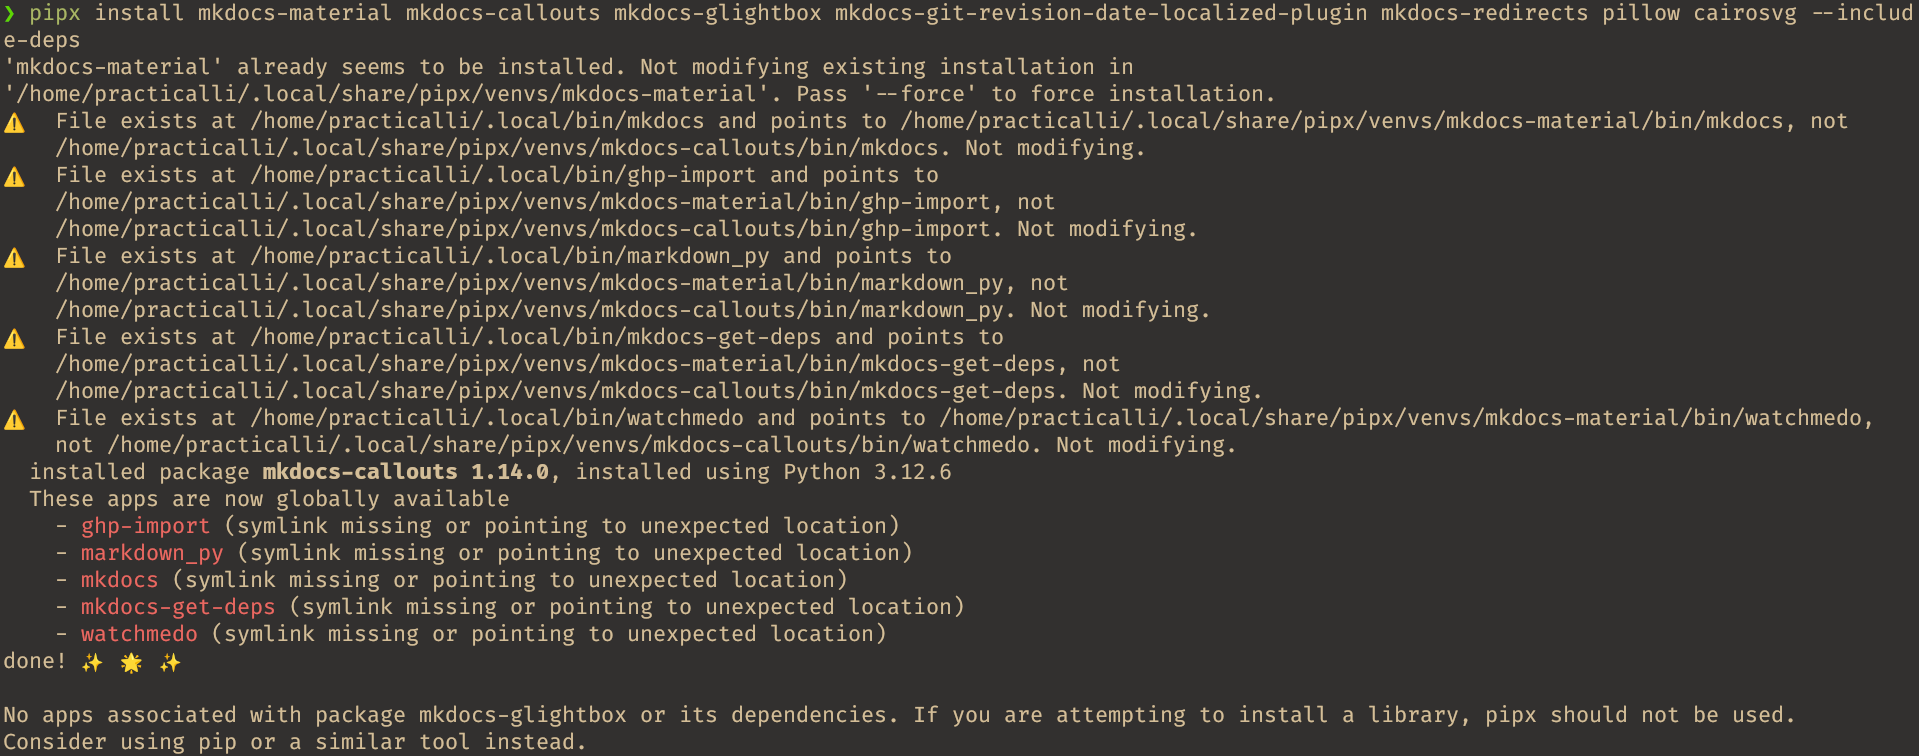 ❯ pipx install mkdocs-material mkdocs-callouts mkdocs-glightbox mkdocs-git-revision-date-localized-plugin mkdocs-redirects pillow cairosvg --includ
e-deps
'mkdocs-material' already seems to be installed. Not modifying existing installation in
'/home/practicalli/.local/share/pipx/venvs/mkdocs-material'. Pass '--force' to force installation.
⚠️  File exists at /home/practicalli/.local/bin/mkdocs and points to /home/practicalli/.local/share/pipx/venvs/mkdocs-material/bin/mkdocs, not
    /home/practicalli/.local/share/pipx/venvs/mkdocs-callouts/bin/mkdocs. Not modifying.
⚠️  File exists at /home/practicalli/.local/bin/ghp-import and points to
    /home/practicalli/.local/share/pipx/venvs/mkdocs-material/bin/ghp-import, not
    /home/practicalli/.local/share/pipx/venvs/mkdocs-callouts/bin/ghp-import. Not modifying.
⚠️  File exists at /home/practicalli/.local/bin/markdown_py and points to
    /home/practicalli/.local/share/pipx/venvs/mkdocs-material/bin/markdown_py, not
    /home/practicalli/.local/share/pipx/venvs/mkdocs-callouts/bin/markdown_py. Not modifying.
⚠️  File exists at /home/practicalli/.local/bin/mkdocs-get-deps and points to
    /home/practicalli/.local/share/pipx/venvs/mkdocs-material/bin/mkdocs-get-deps, not
    /home/practicalli/.local/share/pipx/venvs/mkdocs-callouts/bin/mkdocs-get-deps. Not modifying.
⚠️  File exists at /home/practicalli/.local/bin/watchmedo and points to /home/practicalli/.local/share/pipx/venvs/mkdocs-material/bin/watchmedo,
    not /home/practicalli/.local/share/pipx/venvs/mkdocs-callouts/bin/watchmedo. Not modifying.
  installed package mkdocs-callouts 1.14.0, installed using Python 3.12.6
  These apps are now globally available
    - ghp-import (symlink missing or pointing to unexpected location)
    - markdown_py (symlink missing or pointing to unexpected location)
    - mkdocs (symlink missing or pointing to unexpected location)
    - mkdocs-get-deps (symlink missing or pointing to unexpected location)
    - watchmedo (symlink missing or pointing to unexpected location)
done! ✨ 🌟 ✨
No apps associated with package mkdocs-glightbox or its dependencies. If you are attempting to install a library, pipx should not be used.
Consider using pip or a similar tool instead.